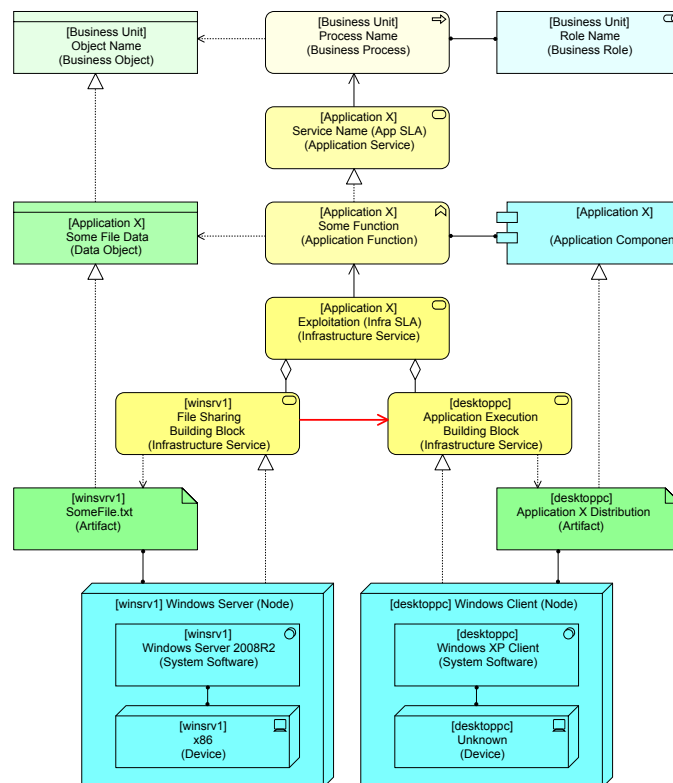 [Business Unit]
Object Name
(Business Object)
[Business Unit]
Process Name
(Business Process)
[Business Unit]
Role Name
(Business Role)
[Application X]
Service Name (App SLA)
(Application Service)
[Application X]
Some File Data
(Data Object)
[Application X]
Some Function
(Application Function)
[Application X]
(Application Component
[Application X]
Exploitation (Infra SLA)
(Infrastructure Service)
[winsrv1]
File Sharing
Building Block
(Infrastructure Service)
[desktoppc]
Application Execution
Building Block
(Infrastructure Service)
[winsvrv1]
SomeFile.txt
(Artifact)
[desktoppc]
Application X Distribution
(Artifact)
[winsrv1] Windows Server (Node)
[winsrv1]
Windows Server 2008R2
(System Software)
[winsrv1]
x86
(Device)
[desktoppc] Windows Client (Node)
[desktoppc]
Windows XP Client
(System Software)
[desktoppc]
Unknown
(Device)